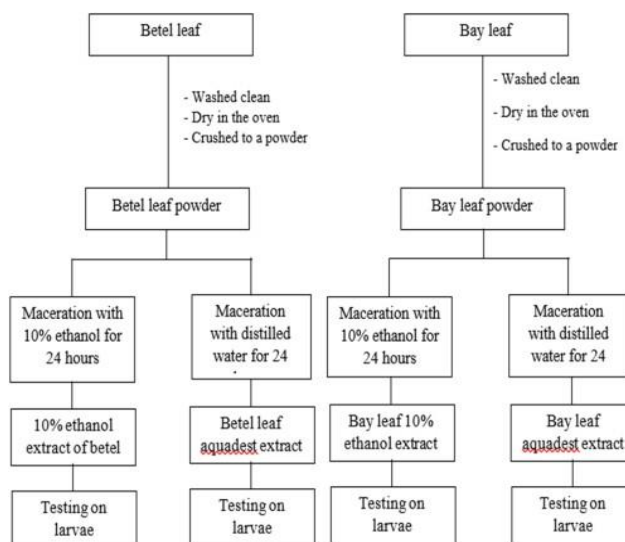 Betel leaf
- Washed clean
- Dry in the oven
- Crushed to a powder
Betel leaf powder
Maceration with
10% ethanol for
24 hours
Maceration
with distilled
water for 24
10% ethanol
extract of betel
Betel leaf
aquadest extract
Testing on
larvae
Testing on
larvae
Bay leaf
- Washed clean
- Dry in the oven
- Crushed to a powder
Bay leaf powder
Maceration with
10% ethanol for
24 hours
Maceration
with distilled
water for 24
Bay leaf 10%
ethanol extract
Bay leaf
aquadest extract
Testing on
larvae
Testing on
larvae